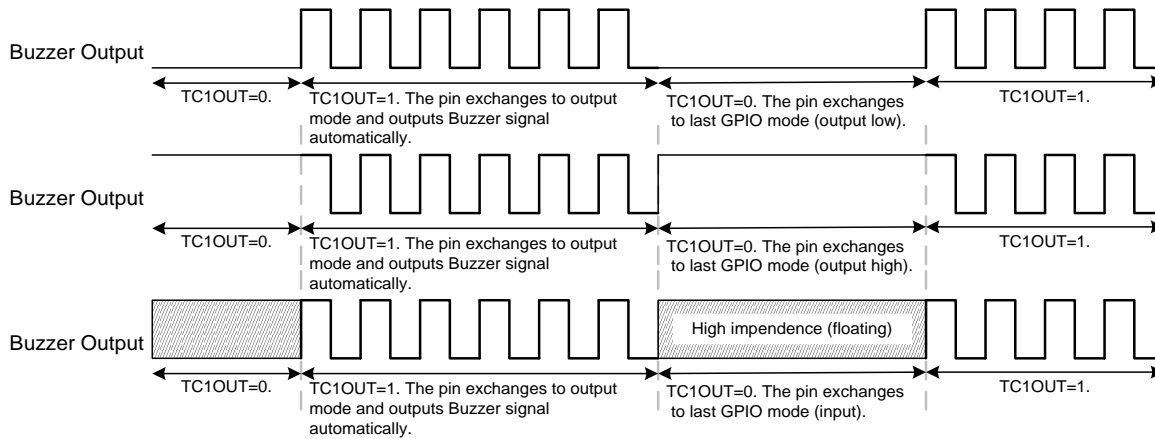 Buzzer Output
TC1OUT=0.
TC1OUT=1. The pin exchanges to output
mode and outputs Buzzer signal
automatically.
TC1OUT=0. The pin exchanges
to last GPIO mode (output low).
TC1OUT=1.
Buzzer Output
TC1OUT=0.
TC1OUT=1. The pin exchanges to output
mode and outputs Buzzer signal
automatically.
TC1OUT=0. The pin exchanges
to last GPIO mode (output high).
TC1OUT=1.
Buzzer Output
High impendence (floating)
TC1OUT=0.
TC1OUT=1. The pin exchanges to output
mode and outputs Buzzer signal
automatically.
TC1OUT=0. The pin exchanges
to last GPIO mode (input).
TC1OUT=1.